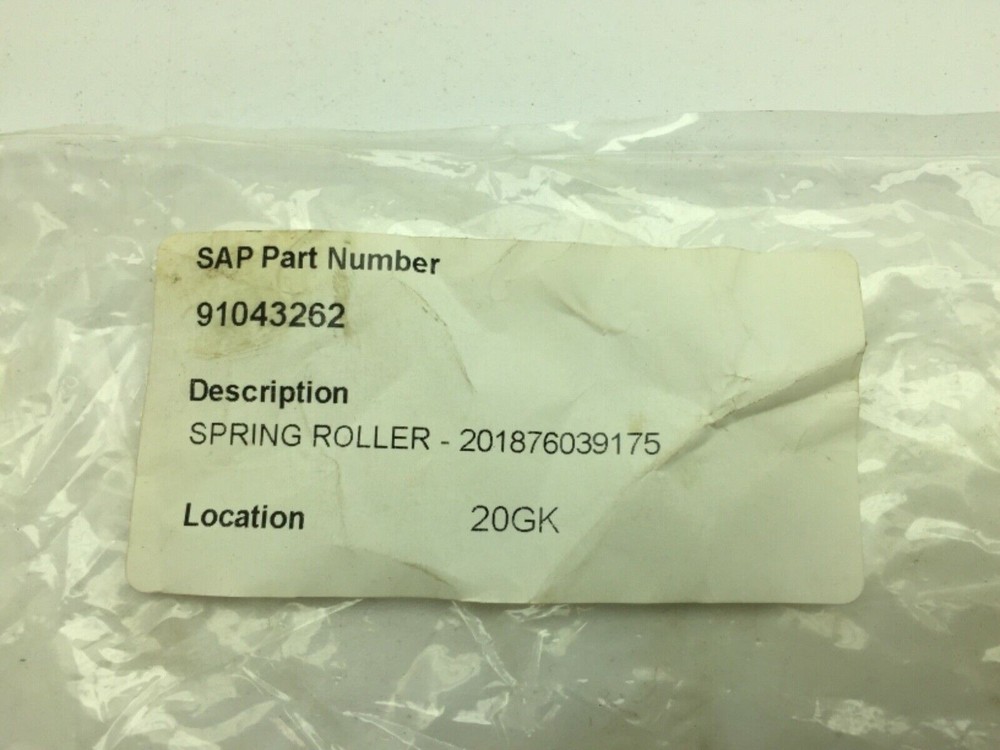 SAP Part Number
91043262
Description
SPRING ROLLER - 201876039175
Location 20GK